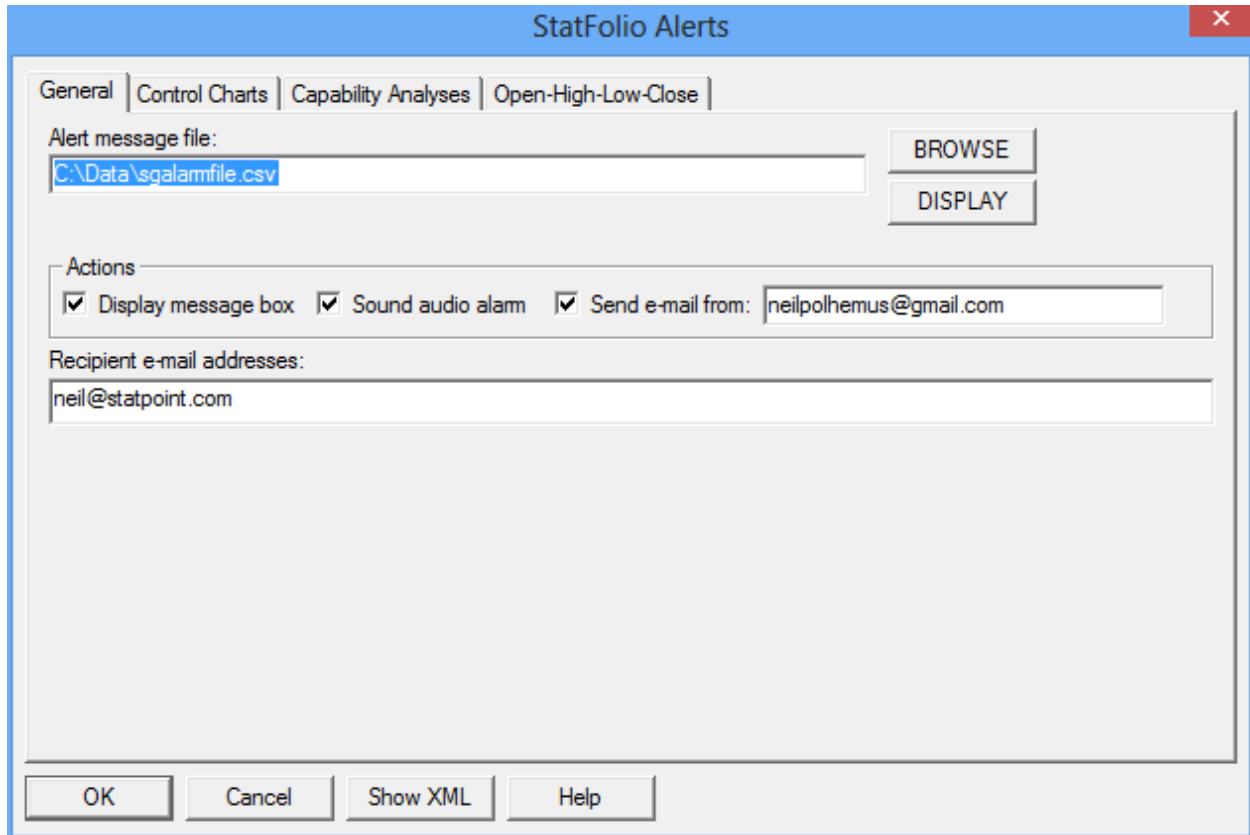 StatFolio Alerts
General Control Charts Capability Analyses Open-High-Low-Close
Alert message file:
C:\Data\sgalarmfile.csv
BROWSE
DISPLAY
Actions
Display message box Sound audio alarm Send e-mail from: neilpolhemus@gmail.com
Recipient e-mail addresses:
neil@statpoint.com
OK Cancel Show XML Help